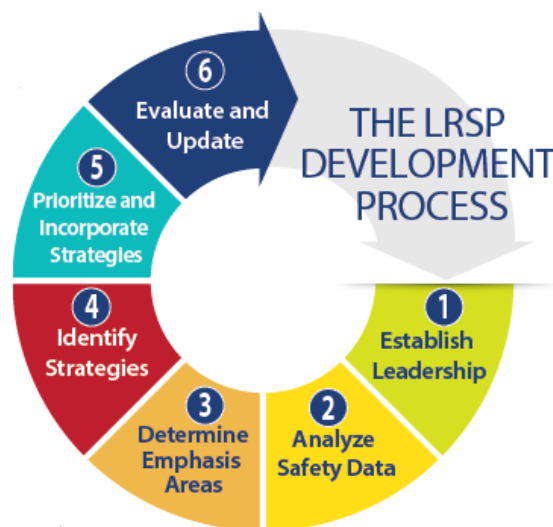 THE LRSP
DEVELOPMENT
PROCESS
1
Establish
Leadership
2
Analyze
Safety Data
3
Determine
Emphasis
Areas
4
Identify
Strategies
5
Prioritize and
Incorporate
Strategies
6
Evaluate and
Update